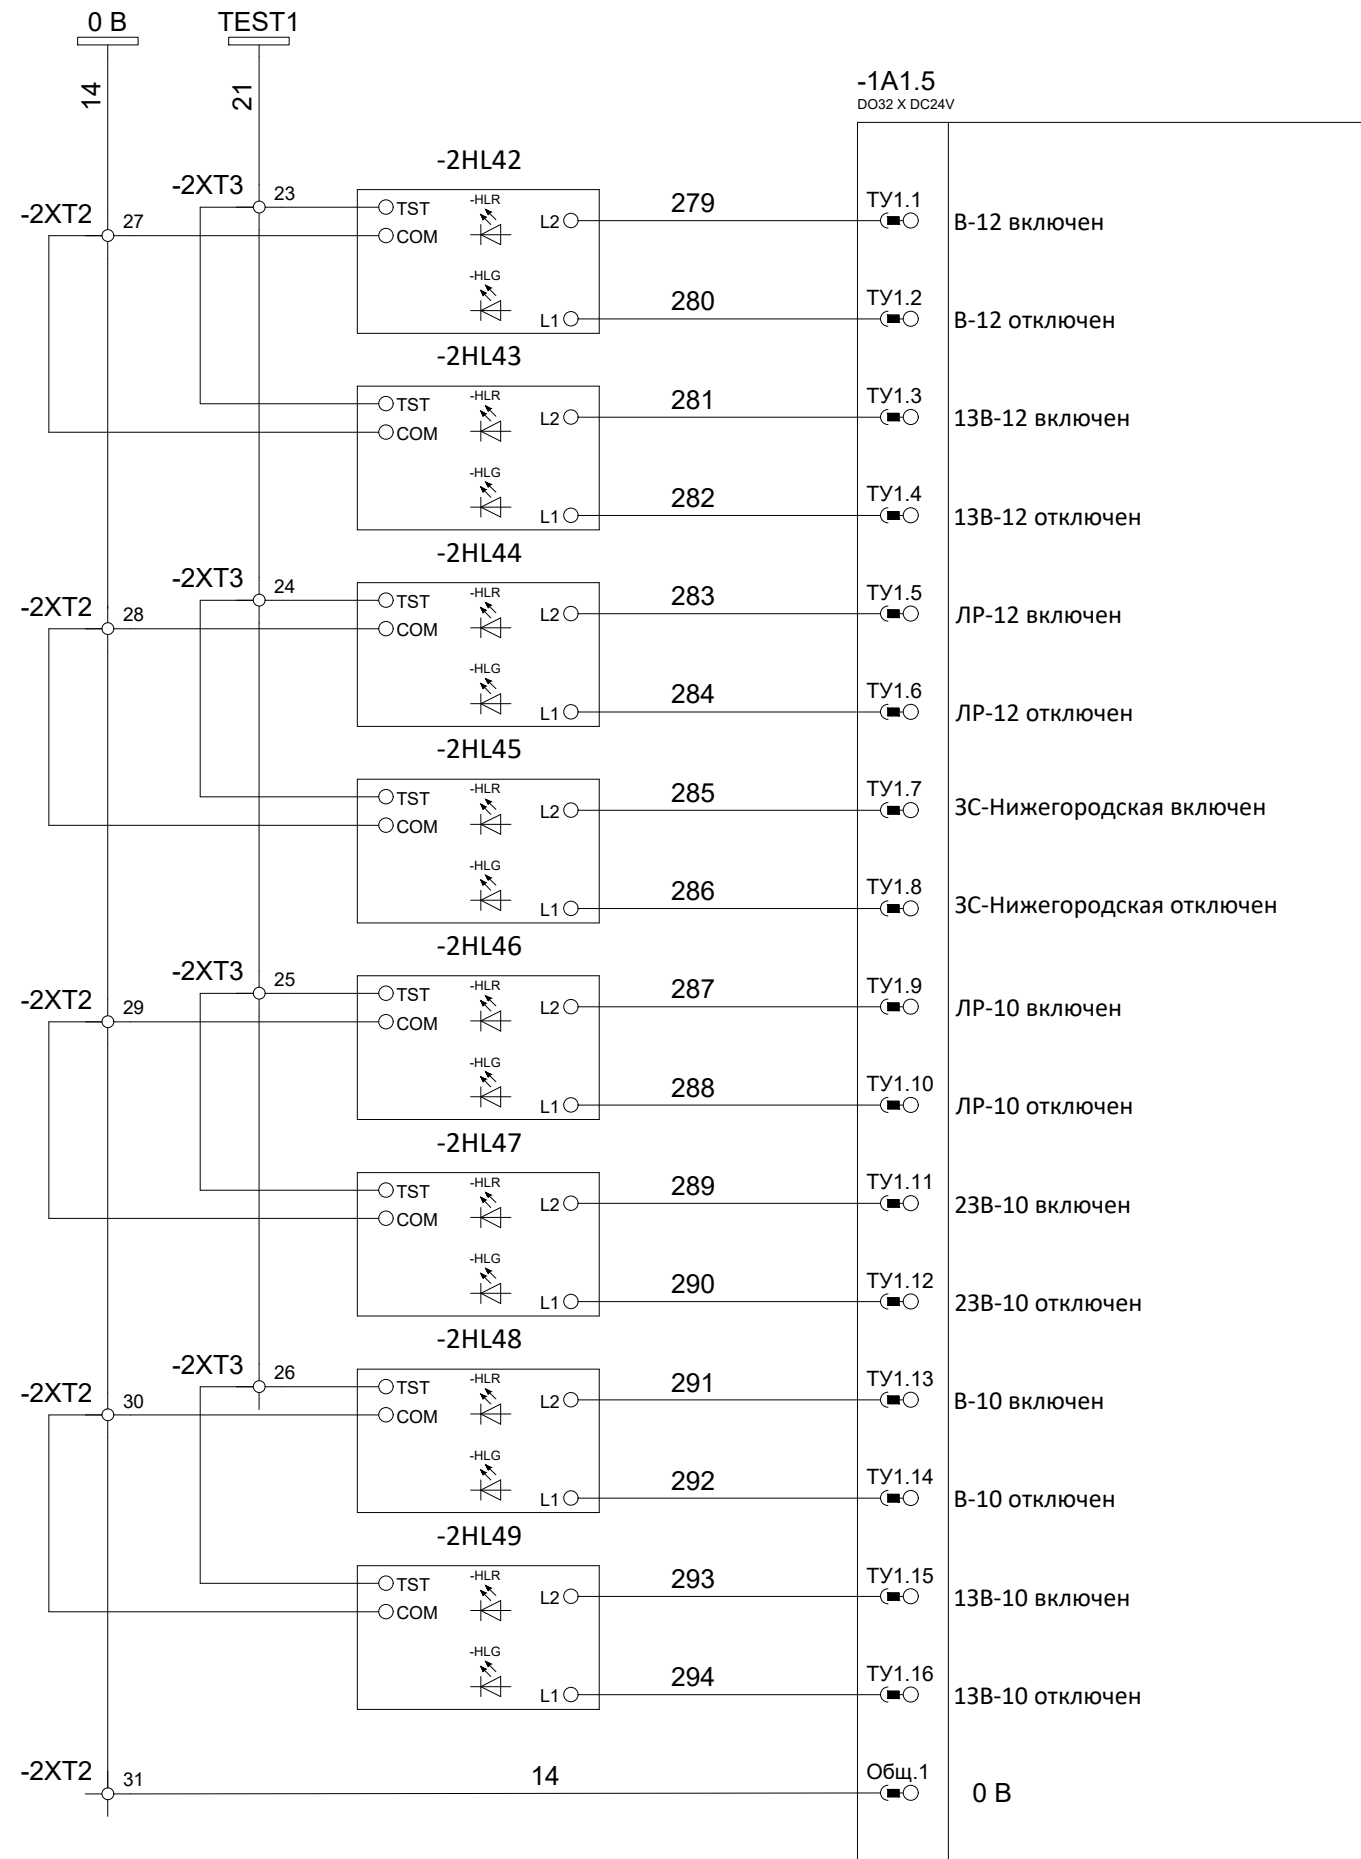 0 В
TEST1
14
21
-1A1.5
DO32 X DC24V
-2HL42
-2XT3
23
-2XT2
27
TST
COM
-HLR
L2
279
ТУ1.1
В-12 включен
-HLG
L1
280
ТУ1.2
В-12 отключен
-2HL43
TST
COM
-HLR
L2
281
ТУ1.3
13В-12 включен
-HLG
L1
282
ТУ1.4
13В-12 отключен
-2HL44
-2XT3
24
-2XT2
28
TST
COM
-HLR
L2
283
ТУ1.5
ЛР-12 включен
-HLG
L1
284
ТУ1.6
ЛР-12 отключен
-2HL45
TST
COM
-HLR
L2
285
ТУ1.7
ЗС-Нижегородская включен
-HLG
L1
286
ТУ1.8
ЗС-Нижегородская отключен
-2HL46
-2XT3
25
-2XT2
29
TST
COM
-HLR
L2
287
ТУ1.9
ЛР-10 включен
-HLG
L1
288
ТУ1.10
ЛР-10 отключен
-2HL47
TST
COM
-HLR
L2
289
ТУ1.11
23В-10 включен
-HLG
L1
290
ТУ1.12
23В-10 отключен
-2HL48
-2XT3
26
-2XT2
30
TST
COM
-HLR
L2
291
ТУ1.13
В-10 включен
-HLG
L1
292
ТУ1.14
В-10 отключен
-2HL49
TST
COM
-HLR
L2
293
ТУ1.15
13В-10 включен
-HLG
L1
294
ТУ1.16
13В-10 отключен
-2XT2
31
14
Общ.1
0 В